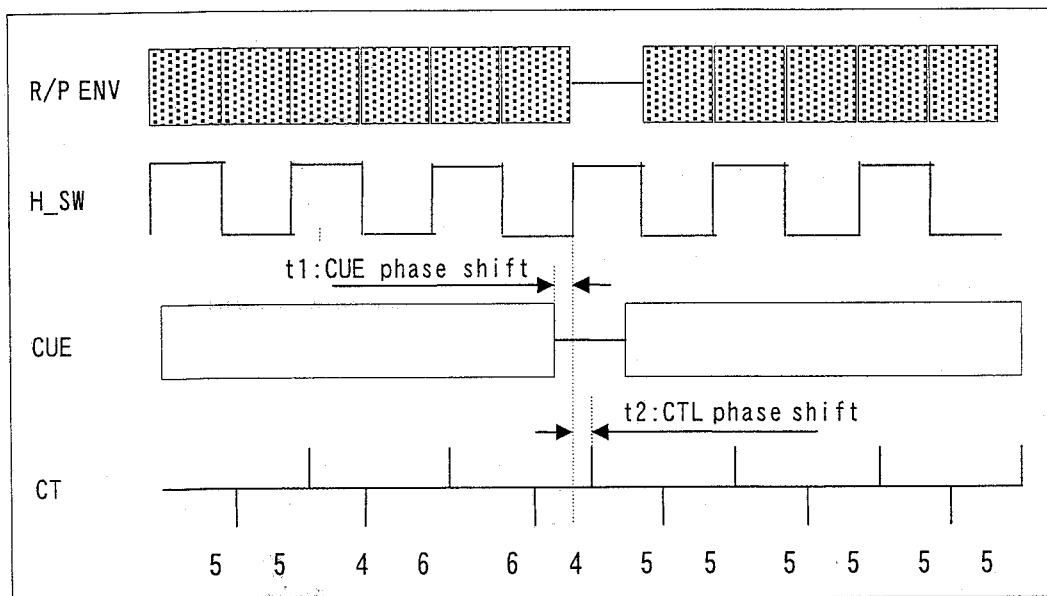 R/P ENV
H_SW
t1:CUE phase shift
CUE
t2:CTL phase shift
CT
5 5 4 6 6 4 5 5 5 5 5 5